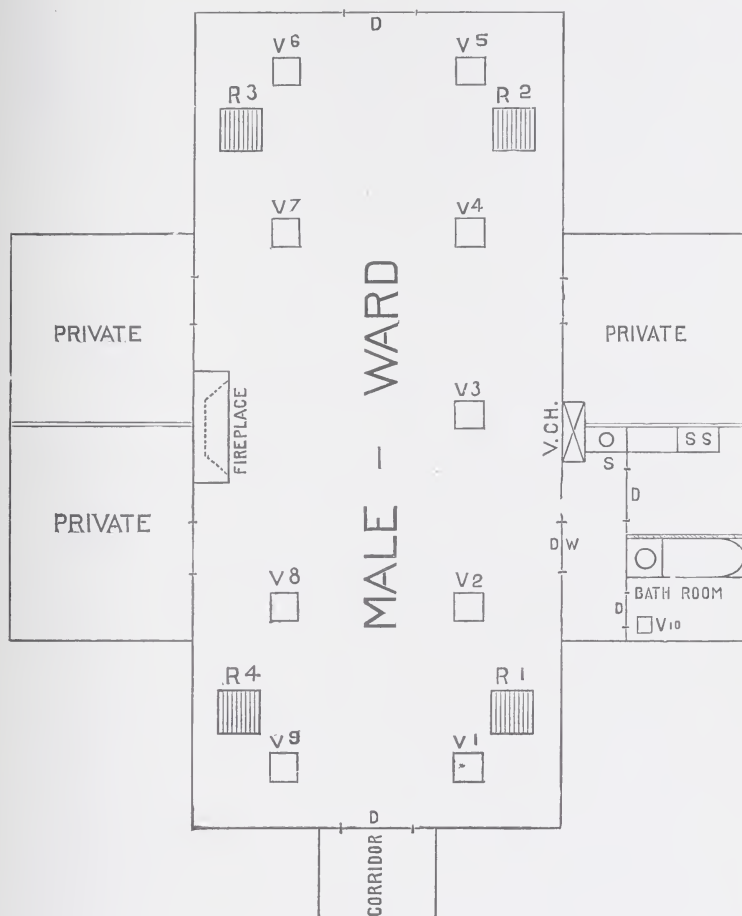 D
V6
V5
R3
R2
V7
V4
PRIVATE
MALE - WARD
PRIVATE
V3
FIREPLACE
V. CH.
S
S S
D
PRIVATE
D W
V8
V2
BATH ROOM
D
V10
R4
R1
V9
V1
D
CORRIDOR